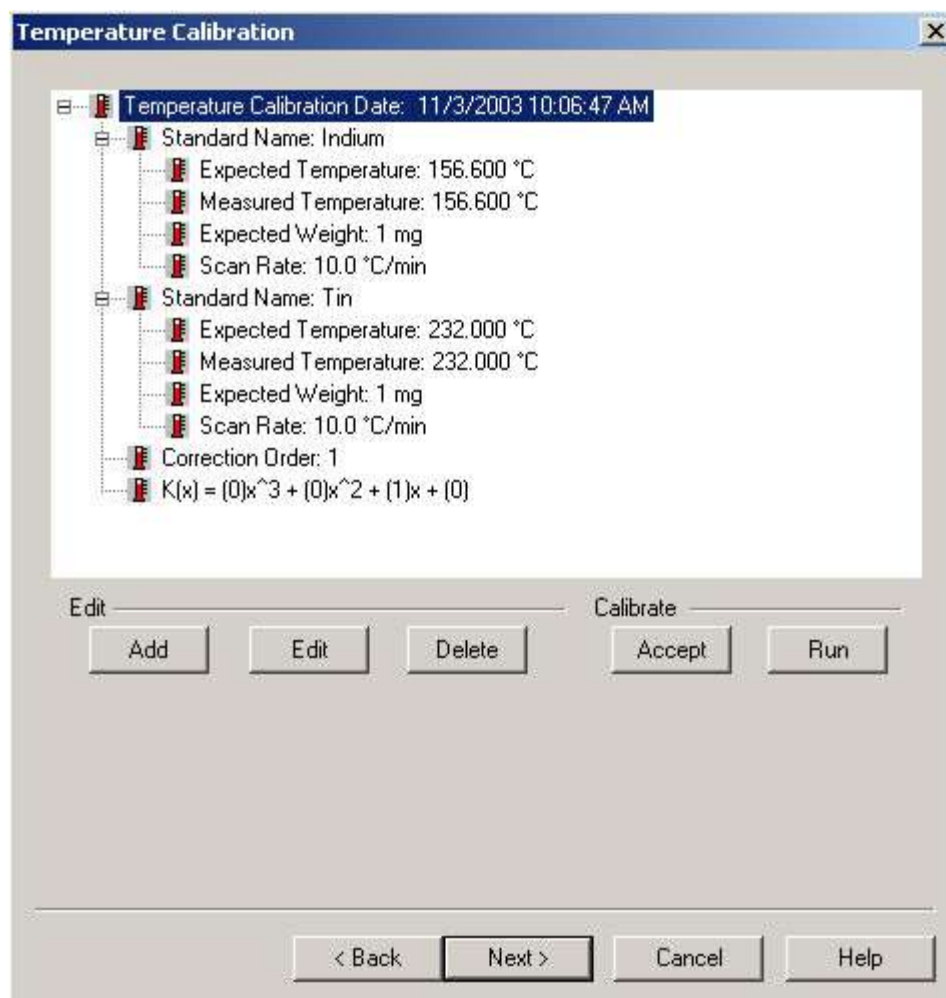 Temperature Calibration
Temperature Calibration Date: 11/3/2003 10:06:47 AM
Standard Name: Indium
Expected Temperature: 156.600 °C
Measured Temperature: 156.600 °C
Expected Weight: 1 mg
Scan Rate: 10.0 °C/min
Standard Name: Tin
Expected Temperature: 232.000 °C
Measured Temperature: 232.000 °C
Expected Weight: 1 mg
Scan Rate: 10.0 °C/min
Correction Order: 1
K(x) = (0)x^3 + (0)x^2 + (1)x + (0)
Edit Calibrate
Add Edit Delete Accept Run
< Back Next > Cancel Help